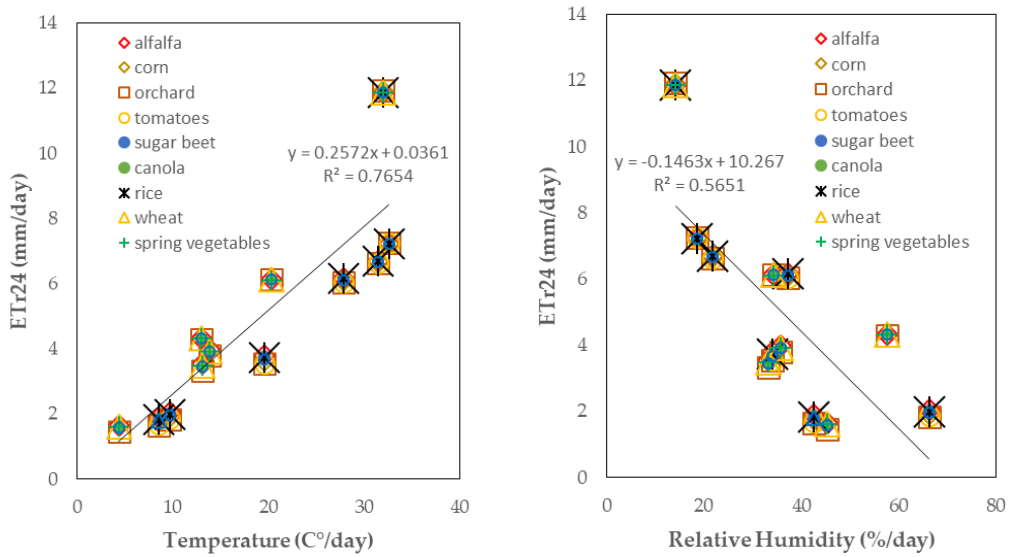 14
12
10
8
6
4
2
0
ETr24 (mm/day)
alfalfa
corn
orchard
tomatoes
sugar beet
canola
rice
wheat
spring vegetables
y = 0.2572x + 0.0361
R² = 0.7654
0 10 20 30 40
Temperature (C°/day)
14
12
10
8
6
4
2
0
ETr24 (mm/day)
alfalfa
corn
orchard
tomatoes
sugar beet
canola
rice
wheat
spring vegetables
y = -0.1463x + 10.267
R² = 0.5651
0 20 40 60 80
Relative Humidity (%/day)